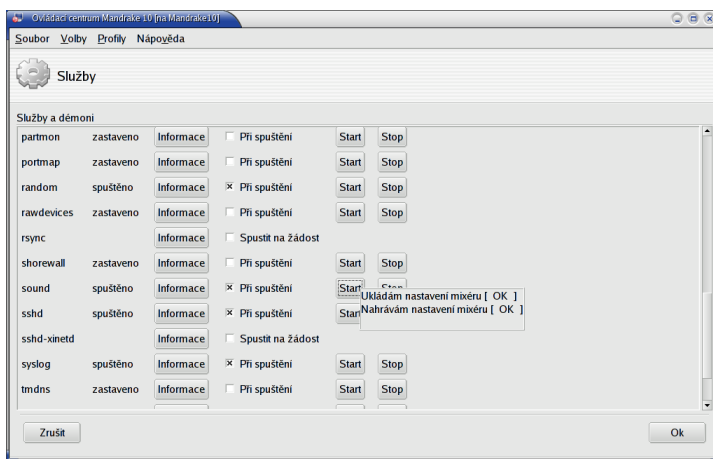 Ovládací centrum Mandrake 10 [na Mandrake10]
Soubor Volby Profily Nápověda
Služby
Služby a démoni
partmon zastaveno Informace Při spuštění Start Stop
portmap zastaveno Informace Při spuštění Start Stop
random spuštěno Informace Při spuštění Start Stop
rawdevices zastaveno Informace Při spuštění Start Stop
rsync Informace Spustit na žádost
shorewall zastaveno Informace Při spuštění Start Stop
sound spuštěno Informace Při spuštění Start Stop
Ukládám nastavení mixéru [ OK ]
Nahrávám nastavení mixéru [ OK ]
sshd spuštěno Informace Při spuštění Start
sshd-xinetd Informace Spustit na žádost
syslog spuštěno Informace Při spuštění Start Stop
tmdns zastaveno Informace Při spuštění Start Stop
Zrušit Ok